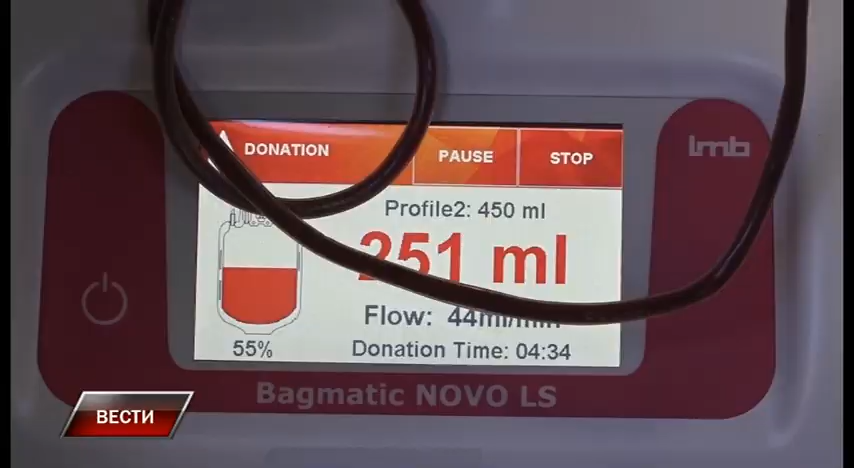 DONATION PAUSE STOP
lmb
Profile2: 450 ml
251 ml
Flow: 44ml/min
55%
Donation Time: 04:34
Bagmatic NOVO LS
ВЕСТИ